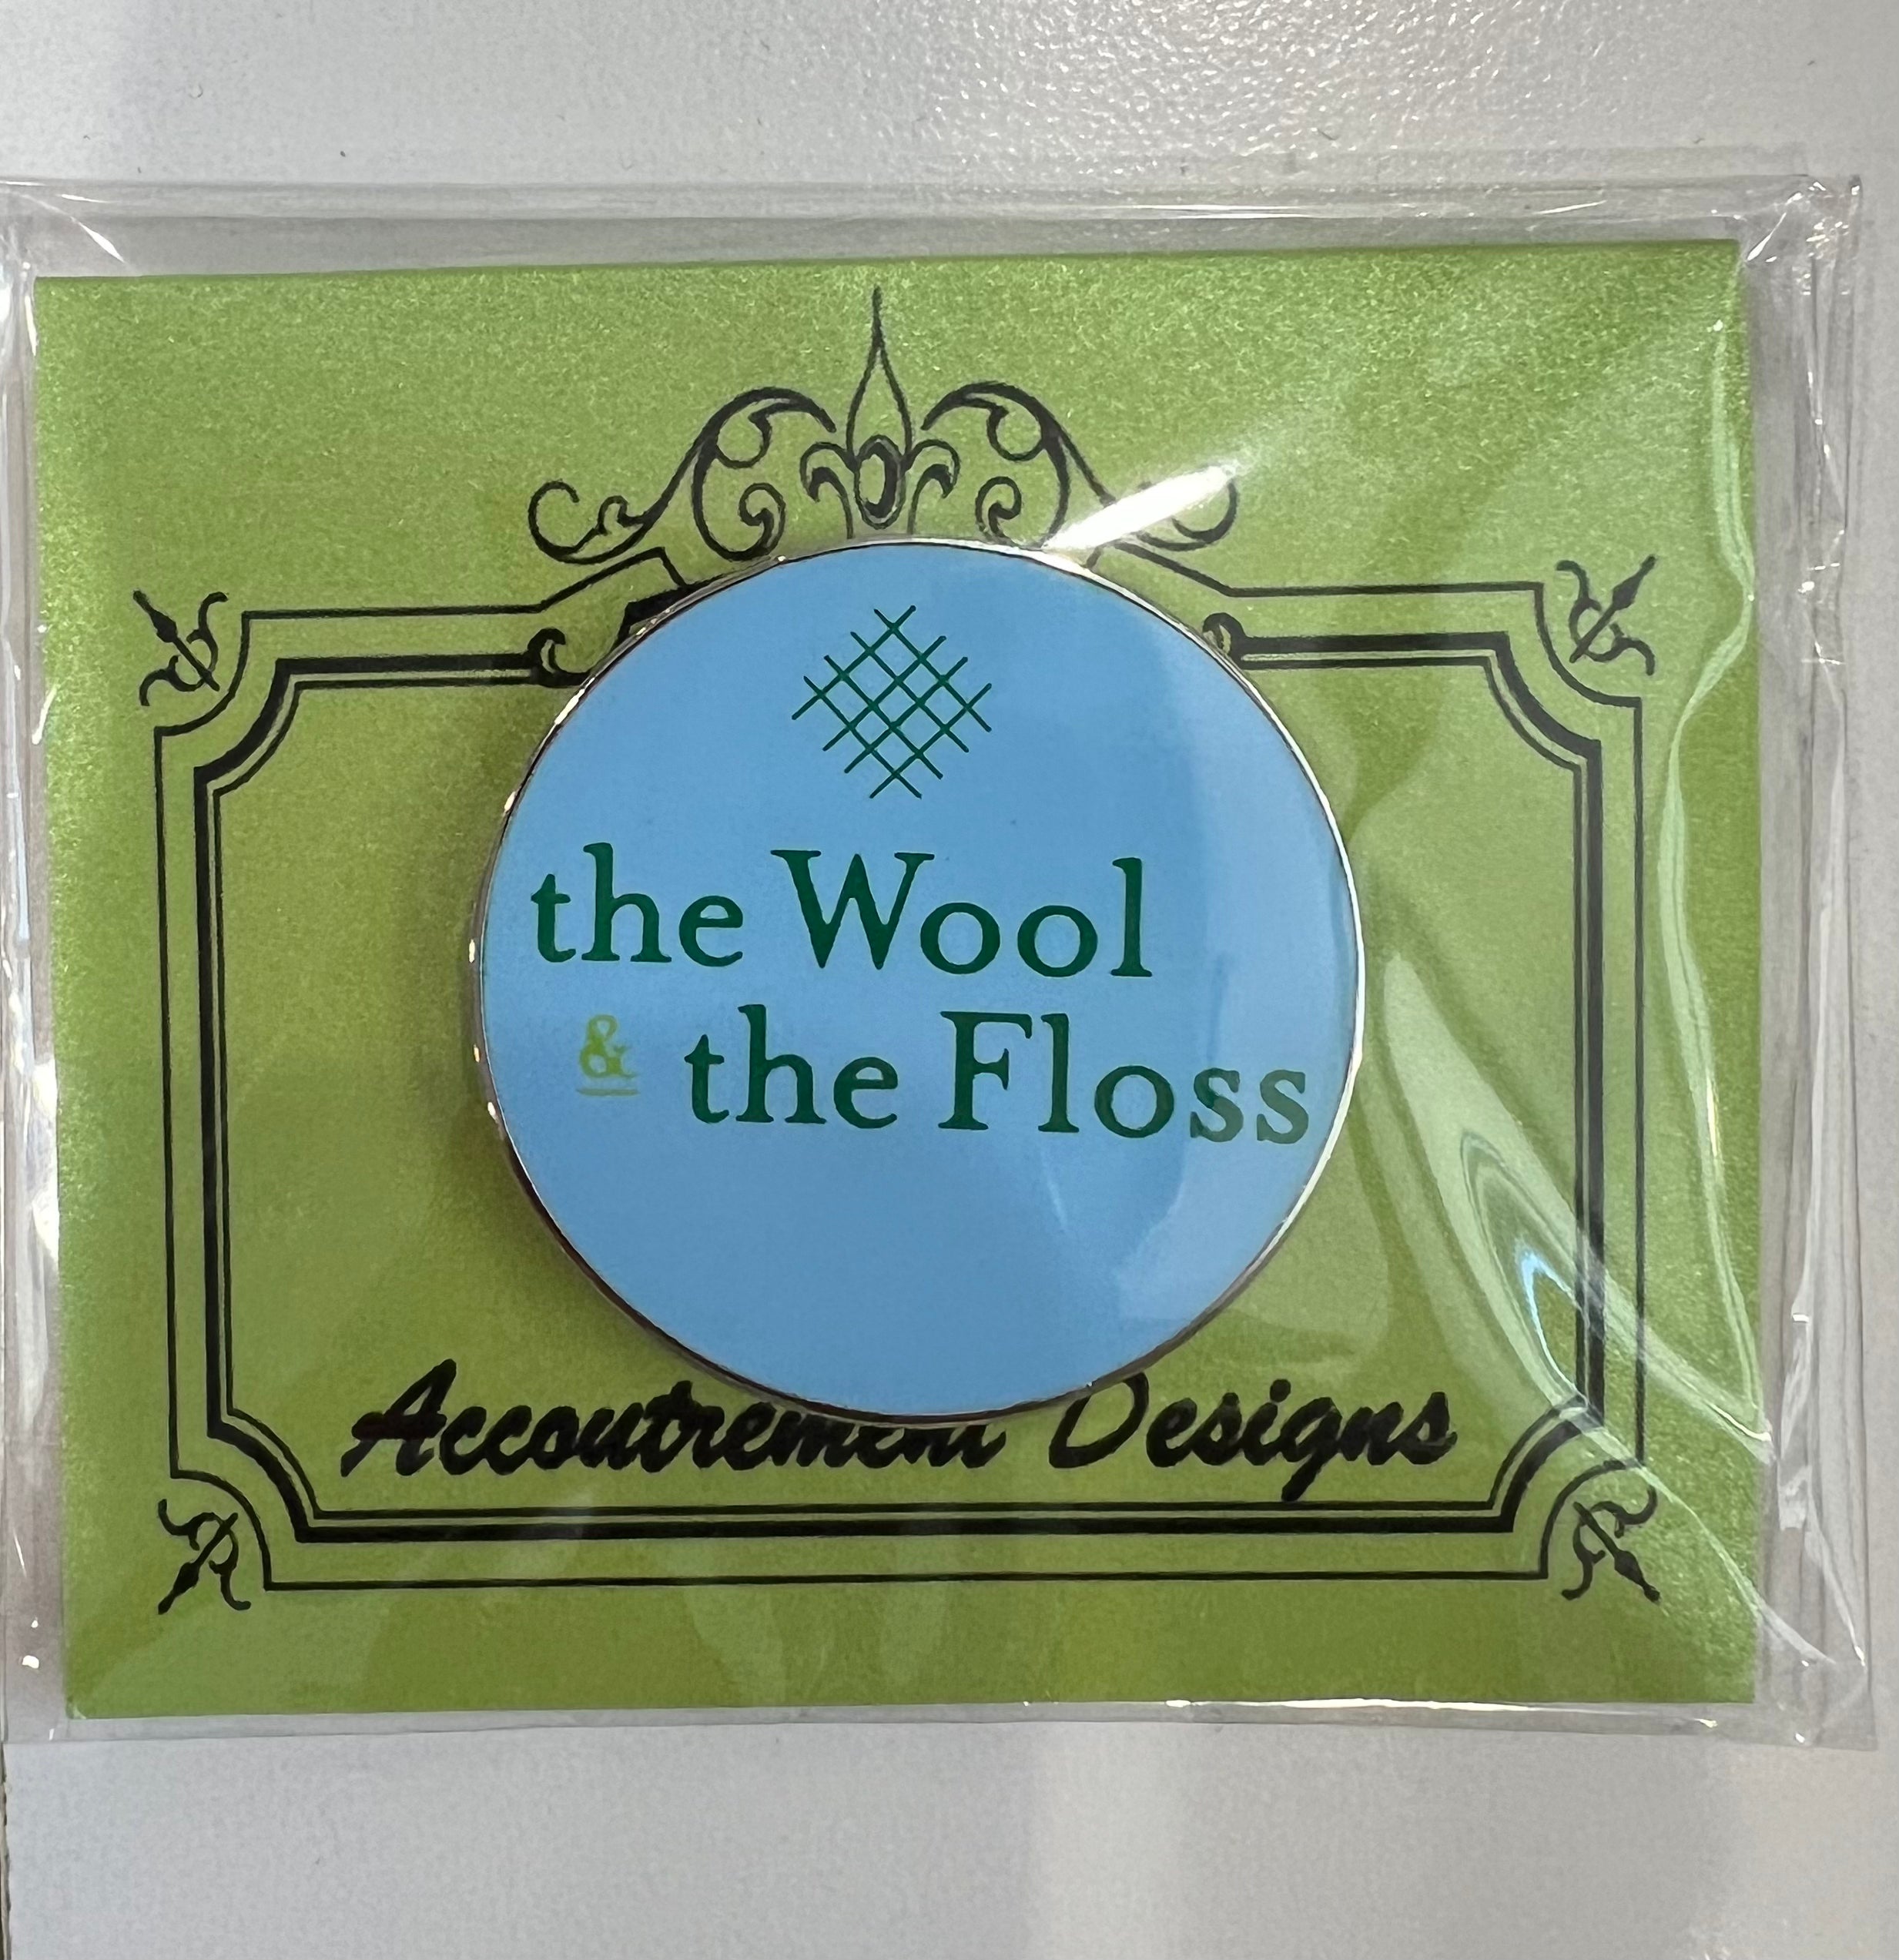 the Wool
& the Floss
Accoutrement Designs